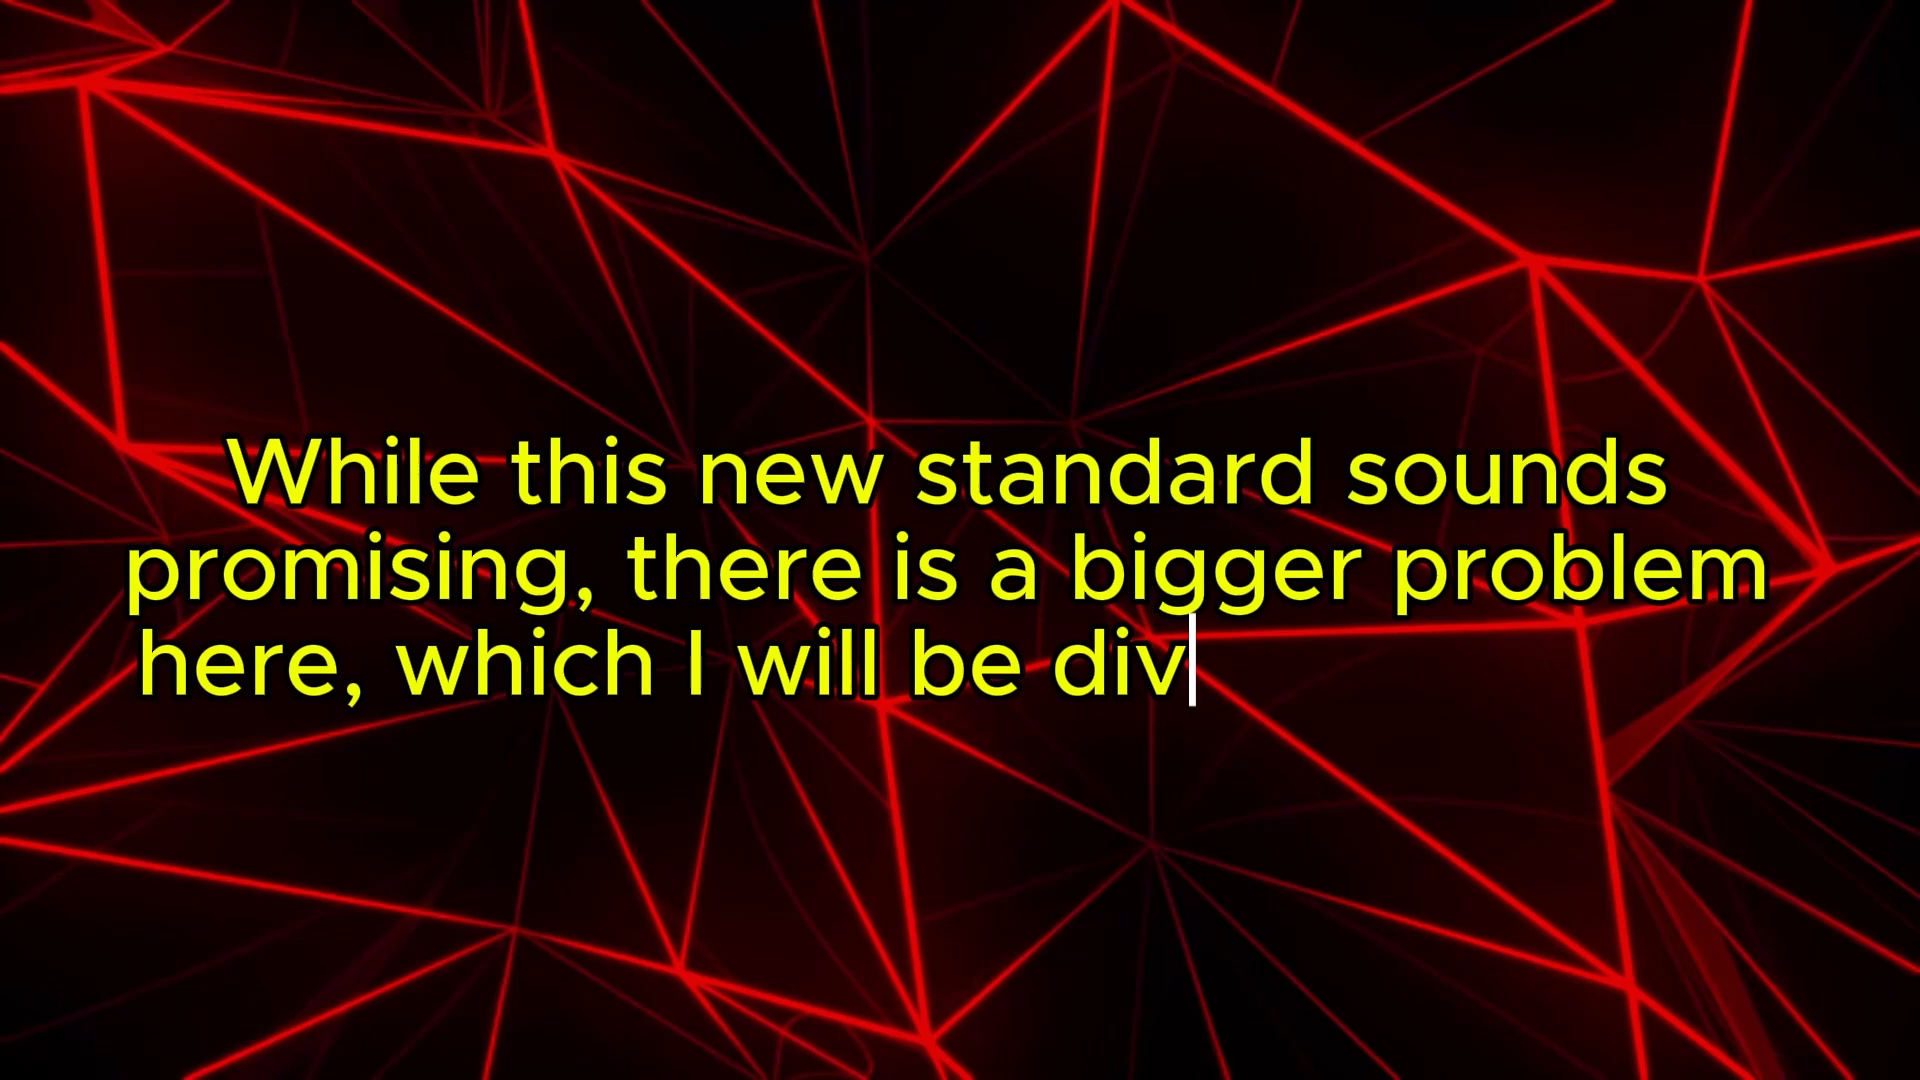 While this new standard sounds
promising, there is a bigger problem
here, which I will be div